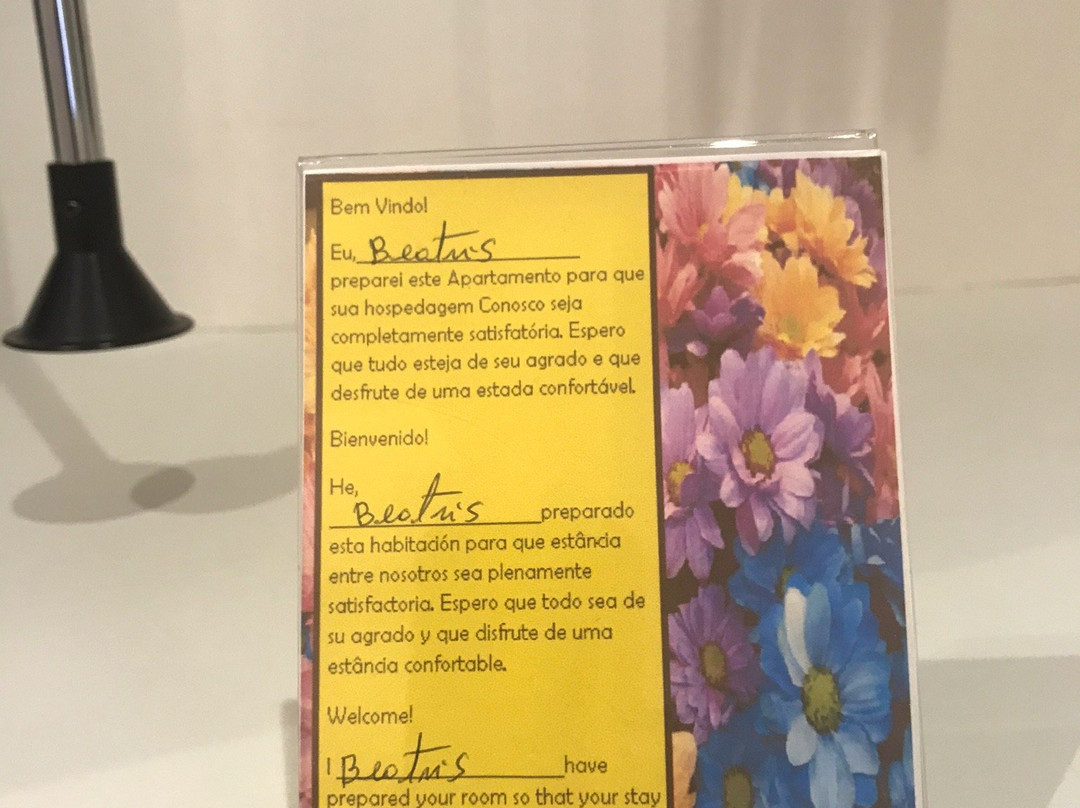 Bem Vindo!
Eu, Beatris
preparei este Apartamento para que
sua hospedagem Conosco seja
completamente satisfatória. Espero
que tudo esteja de seu agrado e que
desfrute de uma estada confortável.
Bienvenido!
He,
Beatris preparado
esta habitación para que estância
entre nosotros sea plenamente
satisfactoria. Espero que todo sea de
su agrado y que disfrute de uma
estância confortable.
Welcome!
I Beatris have
prepared your room so that your stay